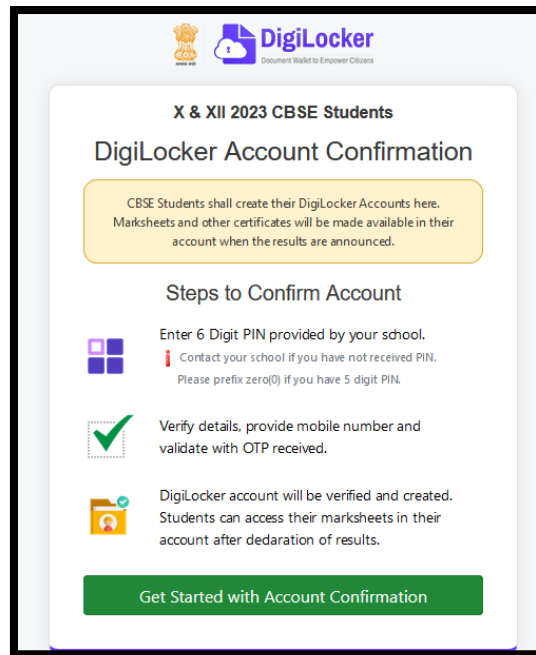 DigiLocker
Document Wallet to Empower Citizens
X & XII 2023 CBSE Students
DigiLocker Account Confirmation
CBSE Students shall create their DigiLocker Accounts here.
Marksheets and other certificates will be made available in their
account when the results are announced.
Steps to Confirm Account
Enter 6 Digit PIN provided by your school.
Contact your school if you have not received PIN.
Please prefix zero(0) if you have 5 digit PIN.
Verify details, provide mobile number and
validate with OTP received.
DigiLocker account will be verified and created.
Students can access their marksheets in their
account after declaration of results.
Get Started with Account Confirmation